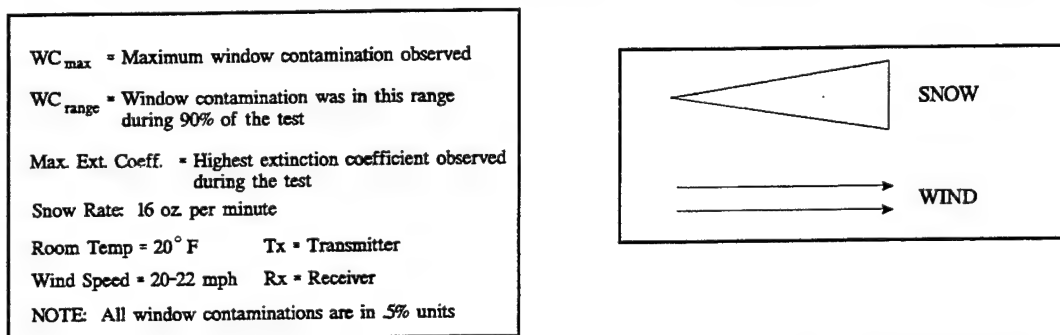 WC max = Maximum window contamination observed
WC range = Window contamination was in this range
during 90% of the test
Max. Ext. Coeff. = Highest extinction coefficient observed
during the test
Snow Rate: 16 oz. per minute
Room Temp = 20° F Tx = Transmitter
Wind Speed = 20-22 mph Rx = Receiver
NOTE: All window contaminations are in .5% units
SNOW
WIND